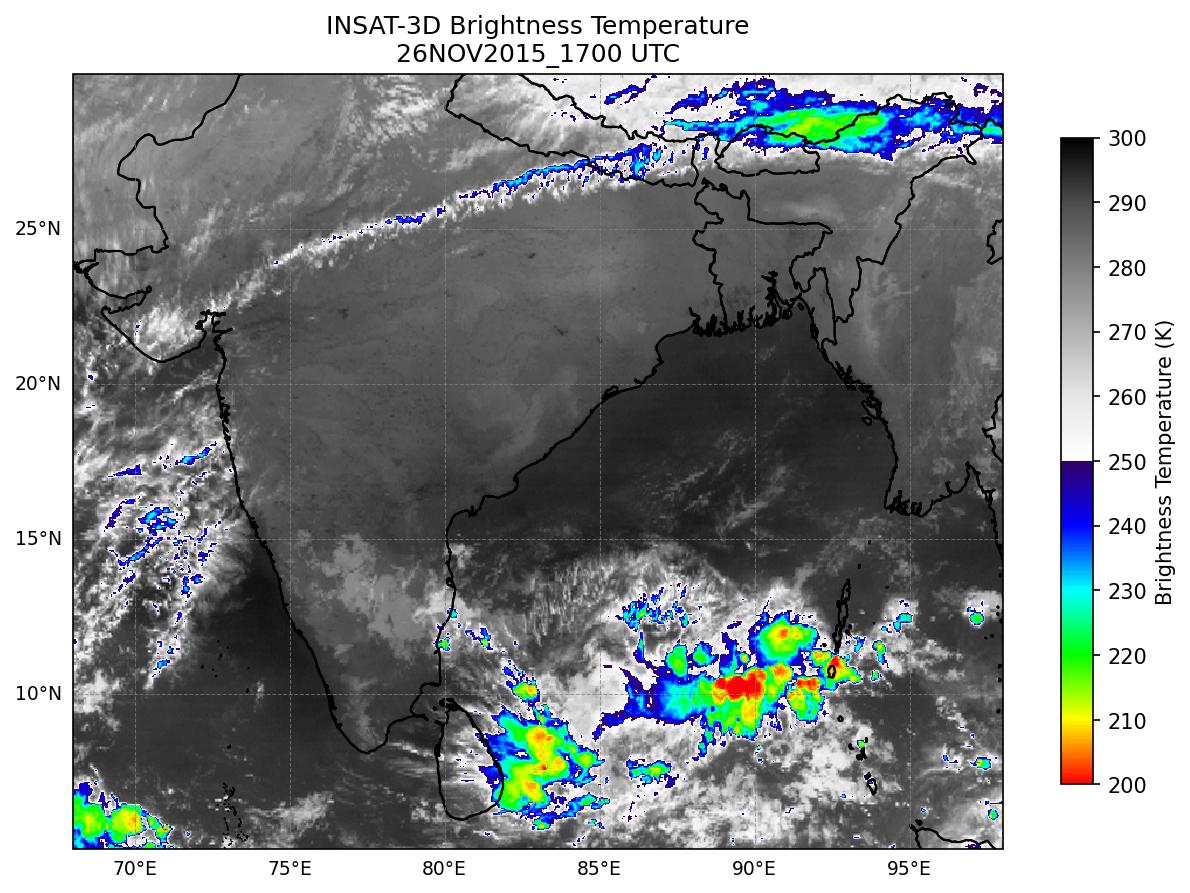 INSAT-3D Brightness Temperature
26NOV2015_1700 UTC
25°N
20°N
15°N
10°N
70°E
75°E
80°E
85°E
90°E
95°E
300
290
280
270
260
250
240
230
220
210
200
Brightness Temperature (K)